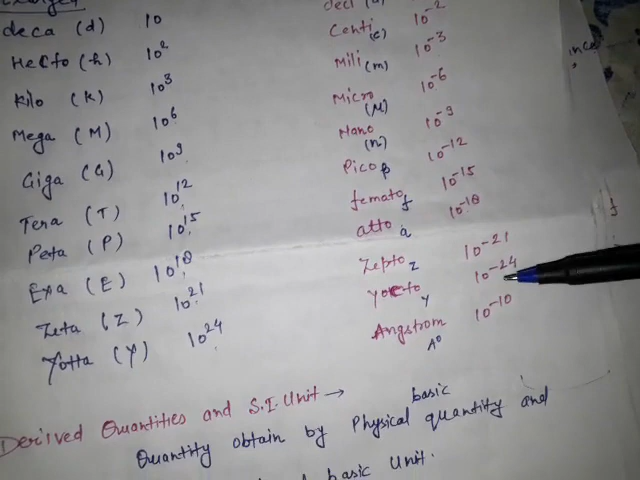 deca (d) 10
Hecto (h) 10²
Kilo (K) 10³
Mega (M) 10⁶
Giga (G) 10⁹
Tera (T) 10¹²
Peta (P) 10¹⁵
Exa (E) 10¹⁸
Zeta (Z) 10²¹
Yotta (Y) 10²⁴
deci (d)
Centi (c) 10⁻²
Mili (m) 10⁻³
Micro (μ) 10⁻⁶
Nano (n) 10⁻⁹
Pico p 10⁻¹²
femato f 10⁻¹⁵
atto a 10⁻¹⁸
Zepto z 10⁻²¹
Yocto y 10⁻²⁴
Angstrom A° 10⁻¹⁰
Derived Quantities and S.I. Unit →
Quantity obtain by Physical basic quantity and
basic unit.